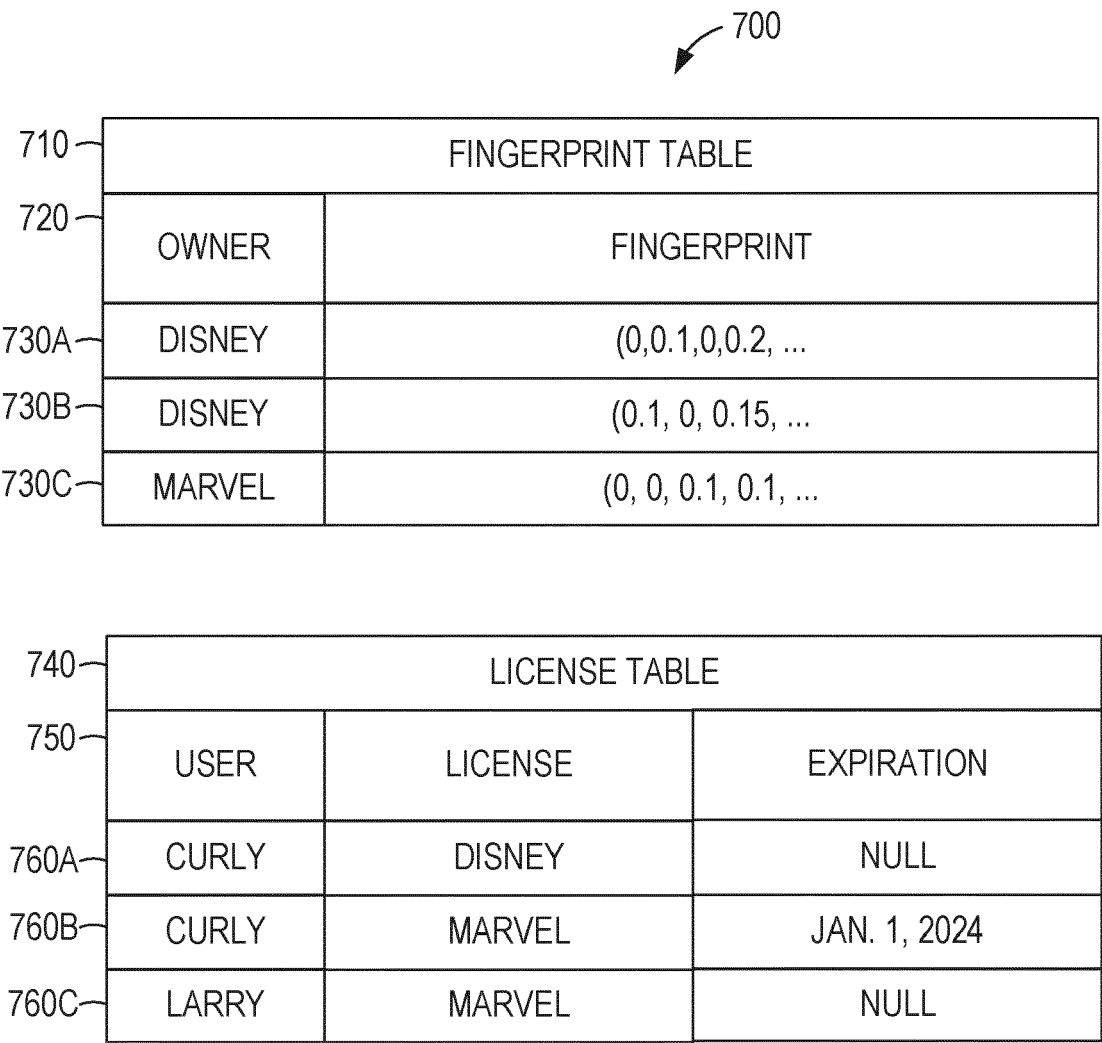 700
710 FINGERPRINT TABLE
720 OWNER FINGERPRINT
730A DISNEY (0,0.1,0,0.2, ...
730B DISNEY (0.1, 0, 0.15, ...
730C MARVEL (0, 0, 0.1, 0.1, ...
740 LICENSE TABLE
750 USER LICENSE EXPIRATION
760A CURLY DISNEY NULL
760B CURLY MARVEL JAN. 1, 2024
760C LARRY MARVEL NULL